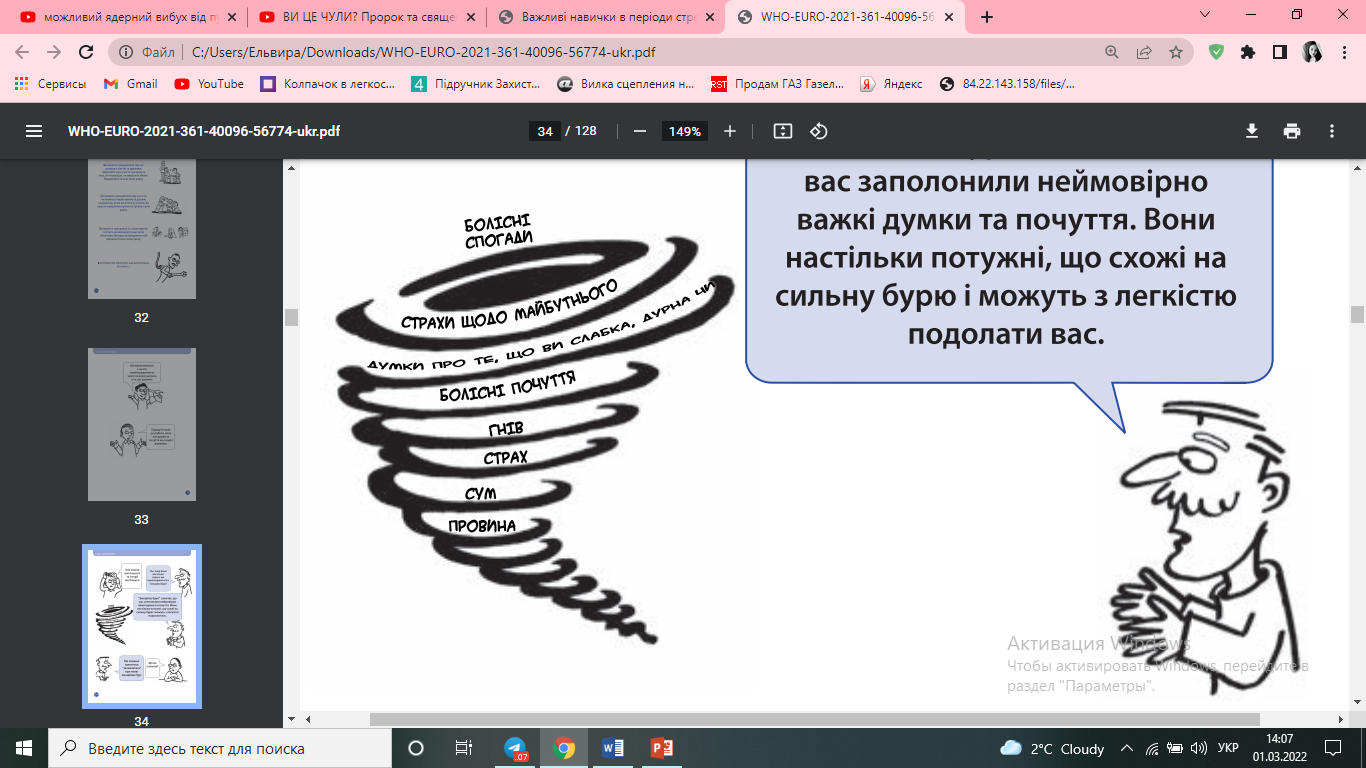 можливий ядерний вибух від п
ВИ ЦЕ ЧУЛИ? Пророк та свяще
Важливі навички в періоди стре
WHO-EURO-2021-361-40096-56
Файл
C:/Users/Ельвира/Downloads/WHO-EURO-2021-361-40096-56774-ukr.pdf
Сервисы
Gmail
YouTube
Колпачок в легкос...
Підручник Захист...
Вилка сцепления н...
RST
Продам ГАЗ Газел...
Яндекс
84.22.143.158/files/...
WHO-EURO-2021-361-40096-56774-ukr.pdf
34 / 128
149%
32
33
34
БОЛІСНІ
СПОГАДИ
СТРАХИ ЩОДО МАЙБУТНЬОГО
ДУМКИ ПРО ТЕ, ЩО ВИ СЛАБКА, ДУРНА ЧИ
БОЛІСНІ ПОЧУТТЯ
ГНІВ
СТРАХ
СУМ
ПРОВИНА
вас заполонили неймовірно
важкі думки та почуття. Вони
настільки потужні, що схожі на
сильну бурю і можуть з легкістю
подолати вас.
Активация Windows
Чтобы активировать Windows, перейдите в
раздел "Параметры".
Введите здесь текст для поиска
.07
2°C Cloudy
УКР
14:07
01.03.2022